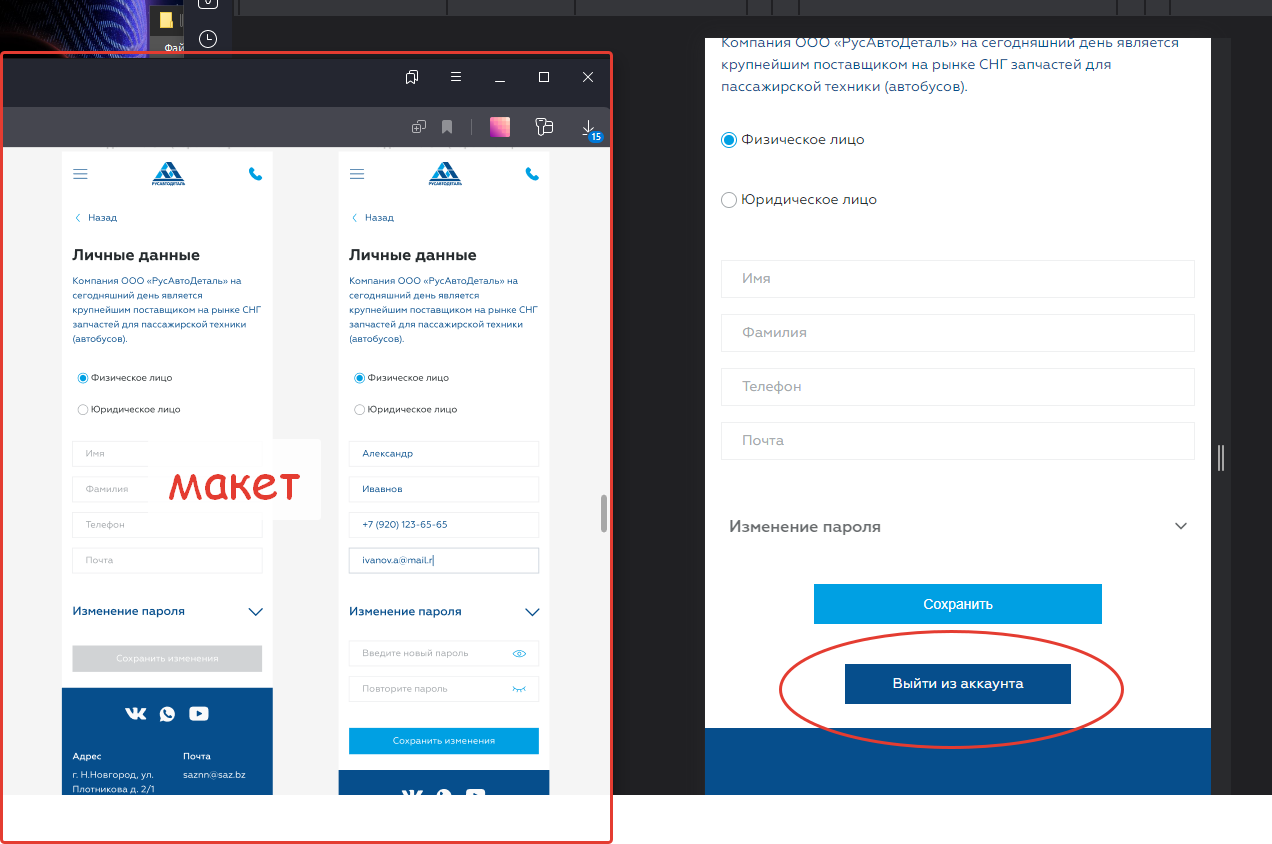 Фай
15
РУСАВТОДЕТАЛЬ
Назад
Личные данные
Компания ООО «РусАвтоДеталь» на
сегодняшний день является
крупнейшим поставщиком на рынке СНГ
запчастей для пассажирской техники
(автобусов).
Физическое лицо
Юридическое лицо
Имя
Фамилия
Телефон
Почта
Изменение пароля
Сохранить изменения
Адрес
Почта
г. Н.Новгород, ул.
saznn@saz.bz
Плотникова д. 2/1
макет
РУСАВТОДЕТАЛЬ
Назад
Личные данные
Компания ООО «РусАвтоДеталь» на
сегодняшний день является
крупнейшим поставщиком на рынке СНГ
запчастей для пассажирской техники
(автобусов).
Физическое лицо
Юридическое лицо
Александр
Ивавнов
+7 (920) 123-65-65
ivanov.a@mail.r
Изменение пароля
Введите новый пароль
Повторите пароль
Сохранить изменения
Компания ООО «РусАвтоДеталь» на сегодняшний день является
крупнейшим поставщиком на рынке СНГ запчастей для
пассажирской техники (автобусов).
Физическое лицо
Юридическое лицо
Имя
Фамилия
Телефон
Почта
Изменение пароля
Сохранить
Выйти из аккаунта